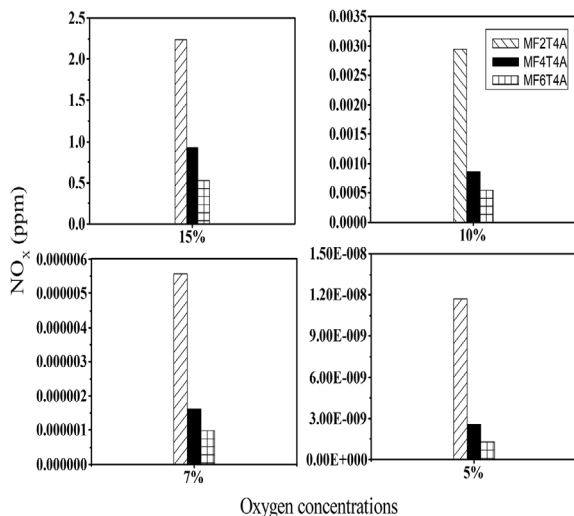 NOx (ppm)
2.5
2.0
1.5
1.0
0.5
0.0
15%
0.0035
0.0030
0.0025
0.0020
0.0015
0.0010
0.0005
0.0000
10%
MF2T4A
MF4T4A
MF6T4A
0.000006
0.000005
0.000004
0.000003
0.000002
0.000001
0.000000
7%
1.50E-008
1.20E-008
9.00E-009
6.00E-009
3.00E-009
0.00E+000
5%
Oxygen concentrations